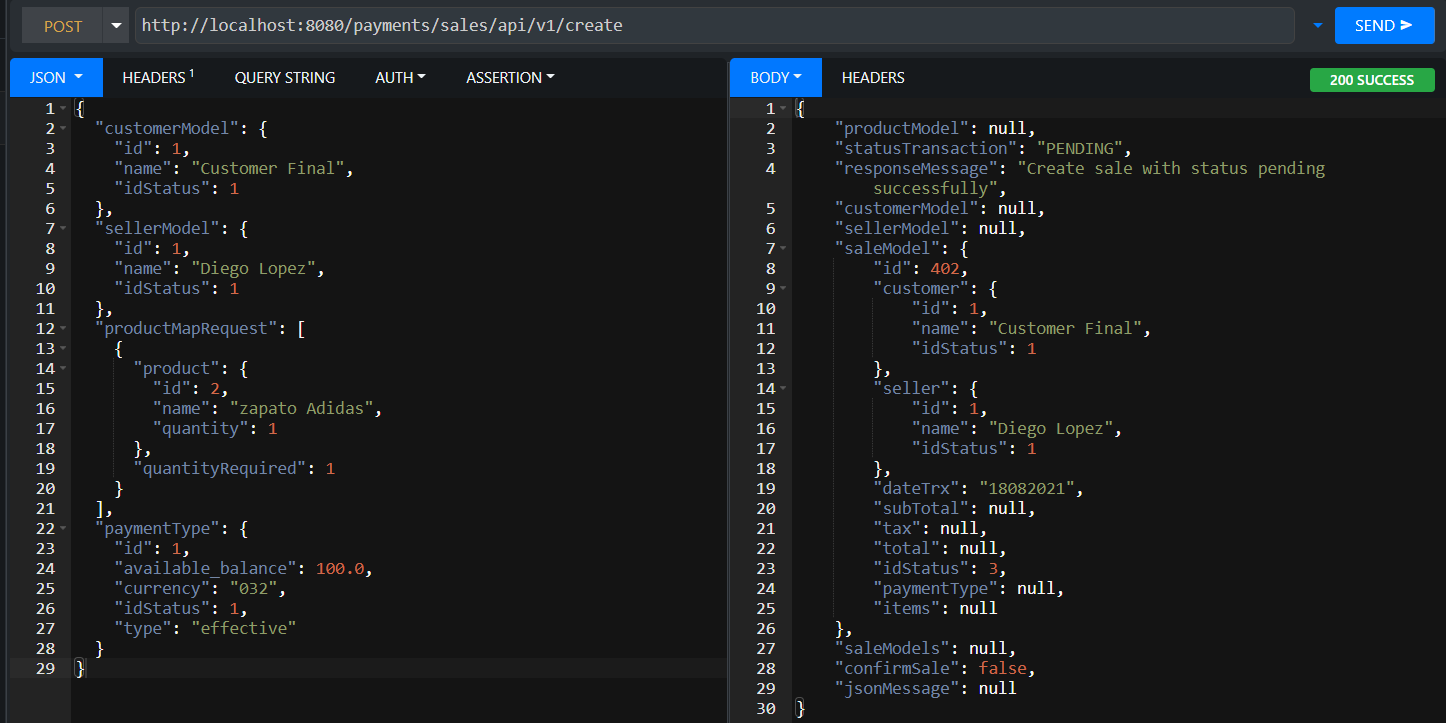 POST http://localhost:8080/payments/sales/api/v1/create SEND
JSON HEADERS 1 QUERY STRING AUTH ASSERTION
1 {
2 "customerModel": {
3 "id": 1,
4 "name": "Customer Final",
5 "idStatus": 1
6 },
7 "sellerModel": {
8 "id": 1,
9 "name": "Diego Lopez",
10 "idStatus": 1
11 },
12 "productMapRequest": [
13 {
14 "product": {
15 "id": 2,
16 "name": "zapato Adidas",
17 "quantity": 1
18 },
19 "quantityRequired": 1
20 }
21 ],
22 "paymentType": {
23 "id": 1,
24 "available_balance": 100.0,
25 "currency": "032",
26 "idStatus": 1,
27 "type": "effective"
28 }
29 }
BODY HEADERS 200 SUCCESS
1 {
2 "productModel": null,
3 "statusTransaction": "PENDING",
4 "responseMessage": "Create sale with status pending
successfully",
5 "customerModel": null,
6 "sellerModel": null,
7 "saleModel": {
8 "id": 402,
9 "customer": {
10 "id": 1,
11 "name": "Customer Final",
12 "idStatus": 1
13 },
14 "seller": {
15 "id": 1,
16 "name": "Diego Lopez",
17 "idStatus": 1
18 },
19 "dateTrx": "18082021",
20 "subTotal": null,
21 "tax": null,
22 "total": null,
23 "idStatus": 3,
24 "paymentType": null,
25 "items": null
26 },
27 "saleModels": null,
28 "confirmSale": false,
29 "jsonMessage": null
30 }